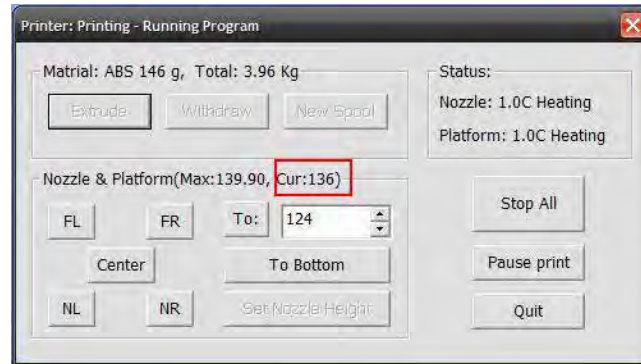 Printer: Printing - Running Program
Matrial: ABS 146 g, Total: 3.96 Kg
Extrude
Withdraw
New Spool
Status:
Nozzle: 1.0C Heating
Platform: 1.0C Heating
Nozzle & Platform(Max:139.90, Cur:136)
FL
FR
To:
124
Center
To Bottom
NL
NR
Set Nozzle Height
Stop All
Pause print
Quit